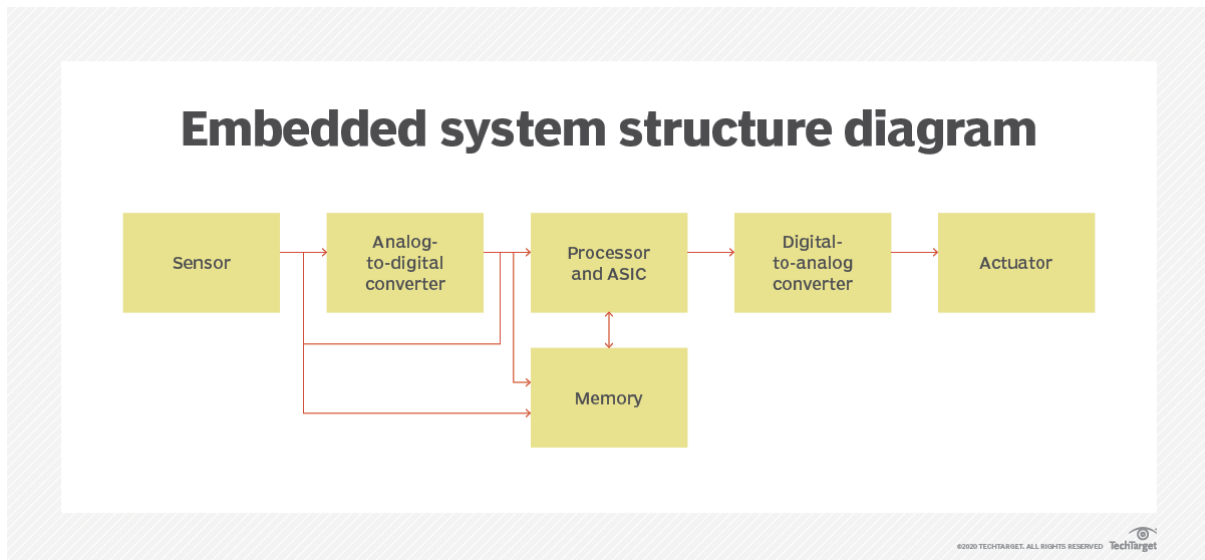 Embedded system structure diagram
Sensor
Analog-
to-digital
converter
Processor
and ASIC
Digital-
to-analog
converter
Actuator
Memory
©2020 TECHTARGET. ALL RIGHTS RESERVED TechTarget